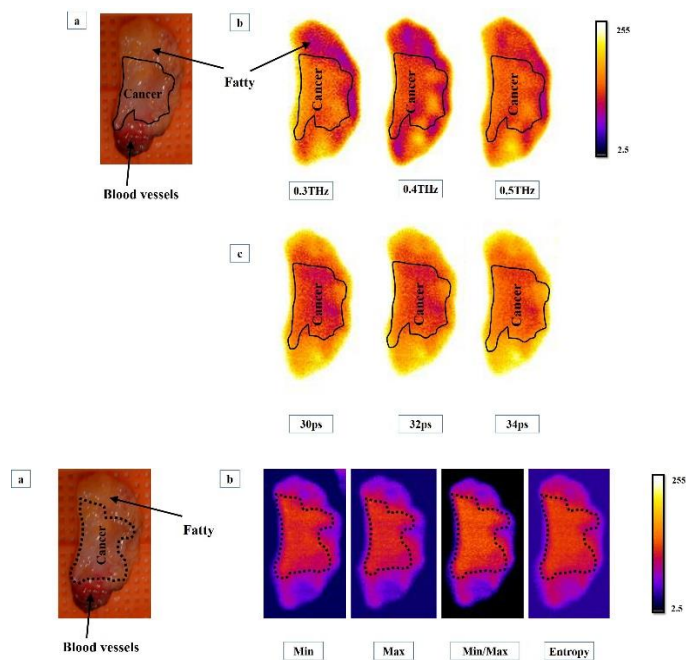 a
b
255
Fatty
Cancer
Cancer
Cancer
Cancer
2.5
Blood vessels
0.3THz
0.4THz
0.5THz
c
Cancer
Cancer
Cancer
30ps
32ps
34ps
a
b
255
Fatty
Cancer
2.5
Blood vessels
Min
Max
Min/Max
Entropy